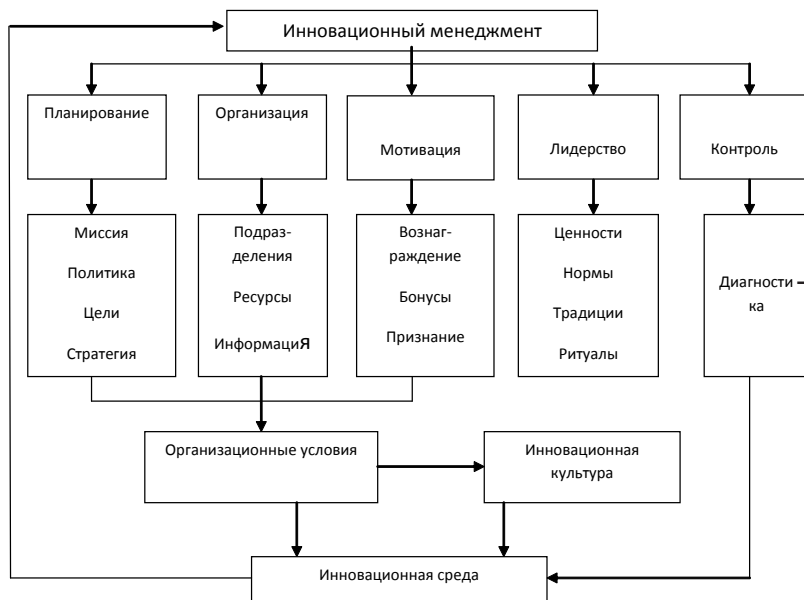 Инновационный менеджмент
Планирование
Организация
Мотивация
Лидерство
Контроль
Миссия
Политика
Цели
Стратегия
Подраз-
деления
Ресурсы
Информация
Вознаг-
раждение
Бонусы
Признание
Ценности
Нормы
Традиции
Ритуалы
Диагности-
ка
Организационные условия
Инновационная
культура
Инновационная среда